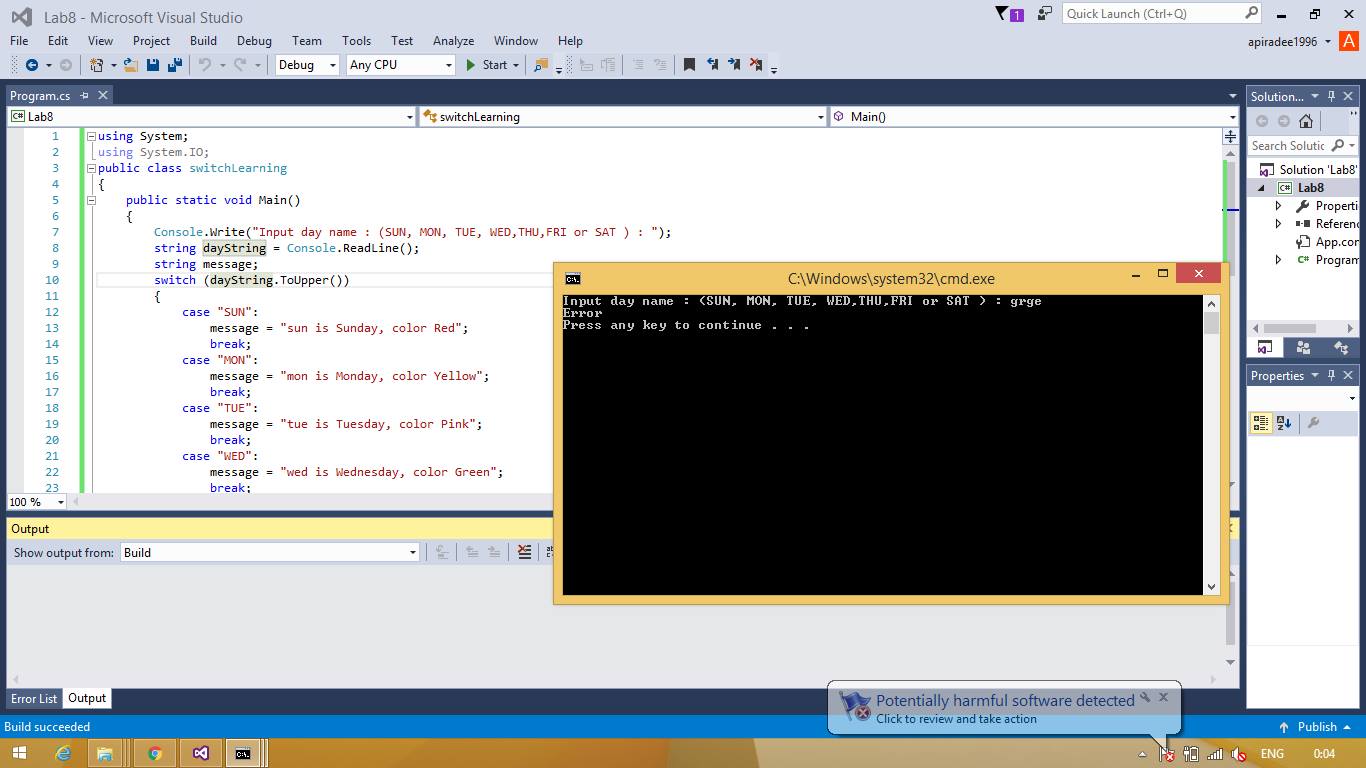 Lab8 - Microsoft Visual Studio
1
Quick Launch (Ctrl+Q)
File Edit View Project Build Debug Team Tools Test Analyze Window Help
apiradee1996 A
Debug Any CPU Start
Program.cs
Lab8 switchLearning Main()
1 using System;
2 using System.IO;
3 public class switchLearning
4 {
5 public static void Main()
6 {
7 Console.Write("Input day name : (SUN, MON, TUE, WED,THU,FRI or SAT ) : ");
8 string dayString = Console.ReadLine();
9 string message;
10 switch (dayString.ToUpper())
11 {
12 case "SUN":
13 message = "sun is Sunday, color Red";
14 break;
15 case "MON":
16 message = "mon is Monday, color Yellow";
17 break;
18 case "TUE":
19 message = "tue is Tuesday, color Pink";
20 break;
21 case "WED":
22 message = "wed is Wednesday, color Green";
23 break;
100 %
C:\Windows\system32\cmd.exe
Input day name : (SUN, MON, TUE, WED,THU,FRI or SAT ) : grge
Error
Press any key to continue . . .
Solution...
Search Solutic
Solution 'Lab8'
C# Lab8
Properti
Referenc
App.con
C# Program
Properties
Output
Show output from: Build
Error List Output
Potentially harmful software detected
Click to review and take action
Build succeeded
Publish
ENG 0:04